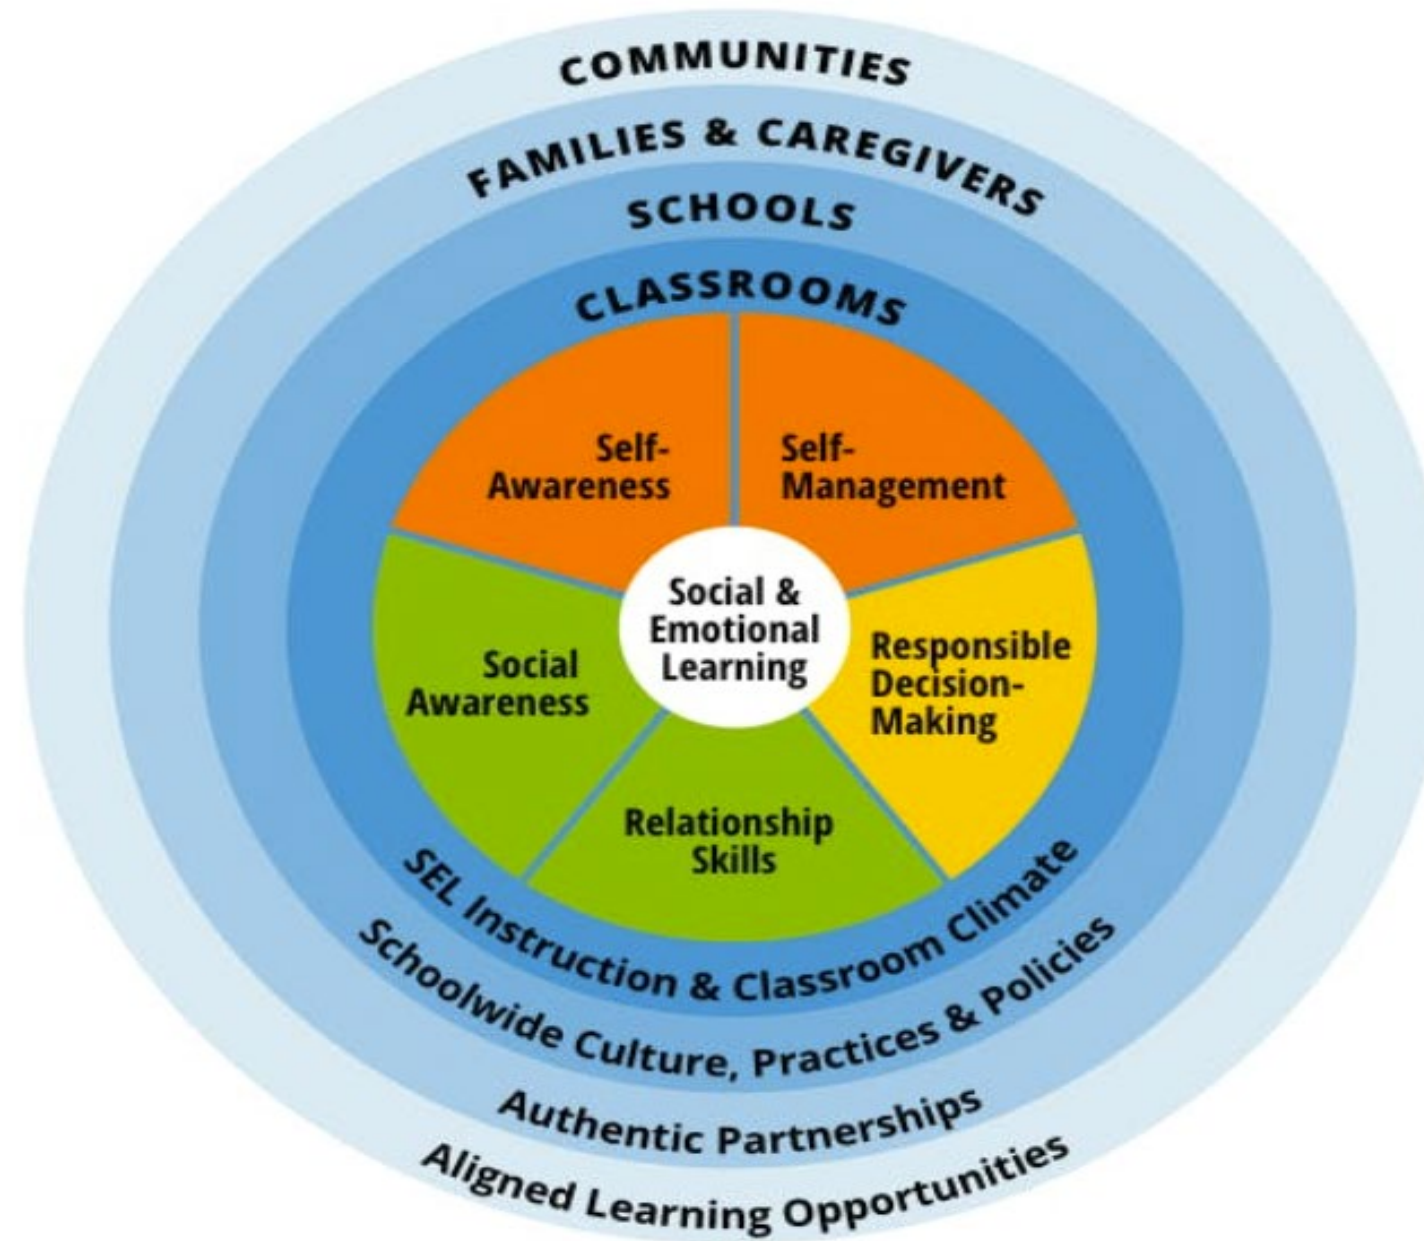 COMMUNITIES
FAMILIES & CAREGIVERS
SCHOOLS
CLASSROOMS
Self-
Awareness
Self-
Management
Social &
Emotional
Learning
Social
Awareness
Responsible
Decision-
Making
Relationship
Skills
SEL Instruction & Classroom Climate
Schoolwide Culture, Practices & Policies
Authentic Partnerships
Aligned Learning Opportunities